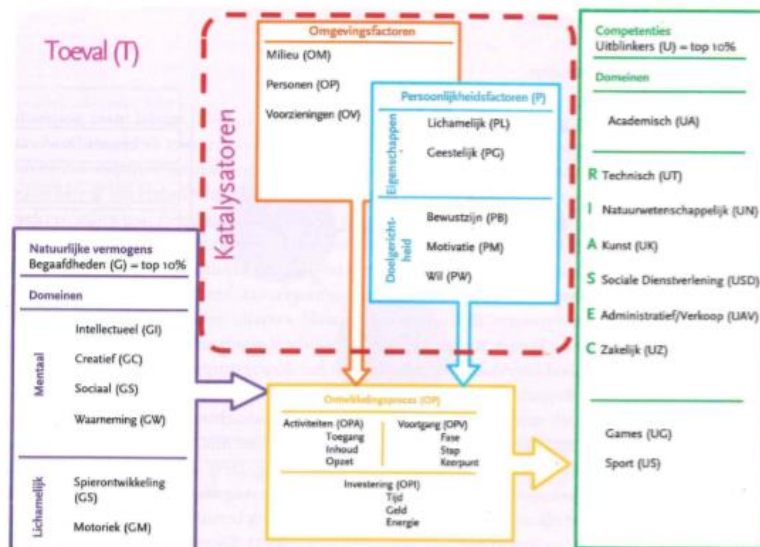 Toeval (T)
Katalysatoren
Omgevingsfactoren
Milieu (OM)
Personen (OP)
Voorzieningen (OV)
Persoonlijkheidsfactoren (P)
Eigenschappen
Lichamelijk (PL)
Geestelijk (PG)
Doelgericht-
heid
Bewustzijn (PB)
Motivatie (PM)
Wil (PW)
Natuurlijke vermogens
Begaafdheden (G) = top 10%
Domeinen
Mentaal
Intellectueel (GI)
Creatief (GC)
Sociaal (GS)
Waarneming (GW)
Lichamelijk
Spierontwikkeling
(GS)
Motoriek (GM)
Ontwikkelingsproces (OP)
Activiteiten (OPA)
Toegang
Inhoud
Opzet
Voortgang (OPV)
Fase
Stap
Keerpunt
Investering (OPI)
Tijd
Geld
Energie
Competenties
Uitblinkers (U) = top 10%
Domeinen
Academisch (UA)
R Technisch (UT)
I Natuurwetenschappelijk (UN)
A Kunst (UK)
S Sociale Dienstverlening (USD)
E Administratief/Verkoop (UAV)
C Zakelijk (UZ)
Games (UG)
Sport (US)